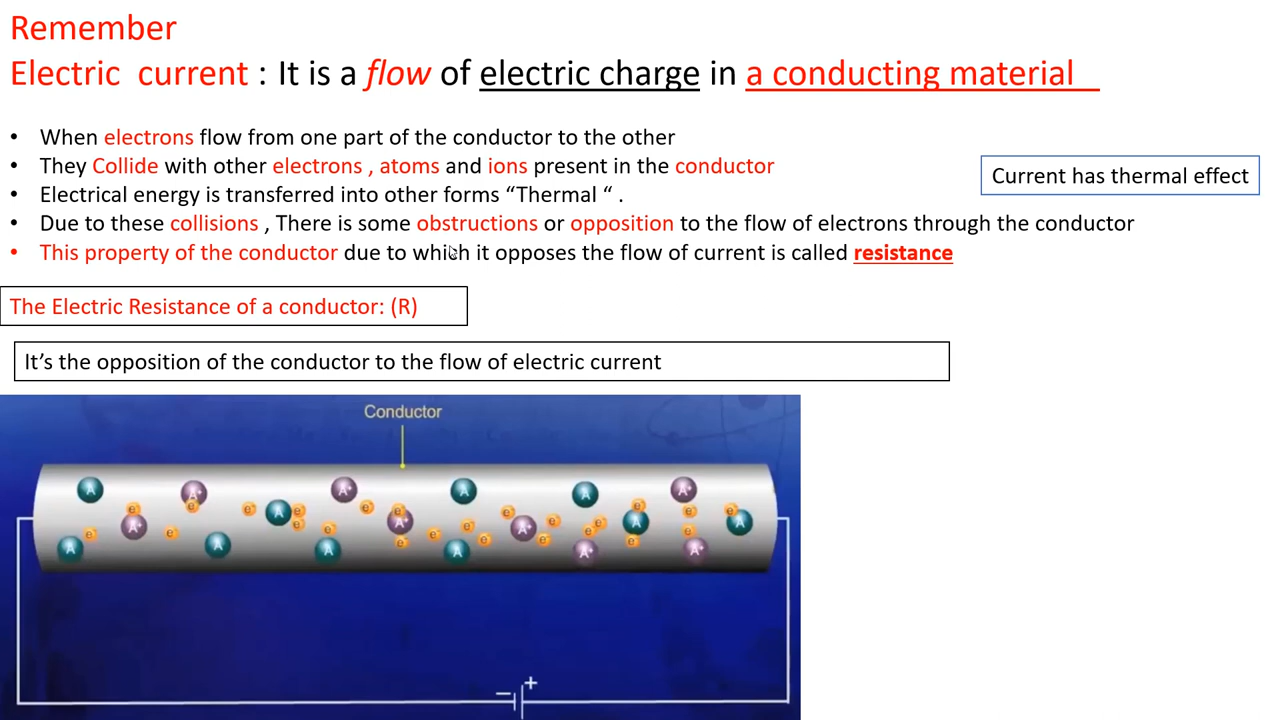 Remember
Electric current : It is a flow of electric charge in a conducting material
• When electrons flow from one part of the conductor to the other
• They Collide with other electrons , atoms and ions present in the conductor
• Electrical energy is transferred into other forms “Thermal “ .
Current has thermal effect
• Due to these collisions , There is some obstructions or opposition to the flow of electrons through the conductor
• This property of the conductor due to which it opposes the flow of current is called resistance
The Electric Resistance of a conductor: (R)
It’s the opposition of the conductor to the flow of electric current
Conductor
A A⁺ A⁺ A A A⁺
e⁻ e⁻ e⁻ A e⁻ e⁻ e⁻ e⁻ e⁻ e⁻ e⁻
e⁻ A⁺ e⁻ e⁻ e⁻ A⁺ e⁻ e⁻ e⁻ A⁺ e⁻ e⁻ e⁻ A e⁻ A
A A A e⁻ A A⁺ e⁻ A⁺
− +